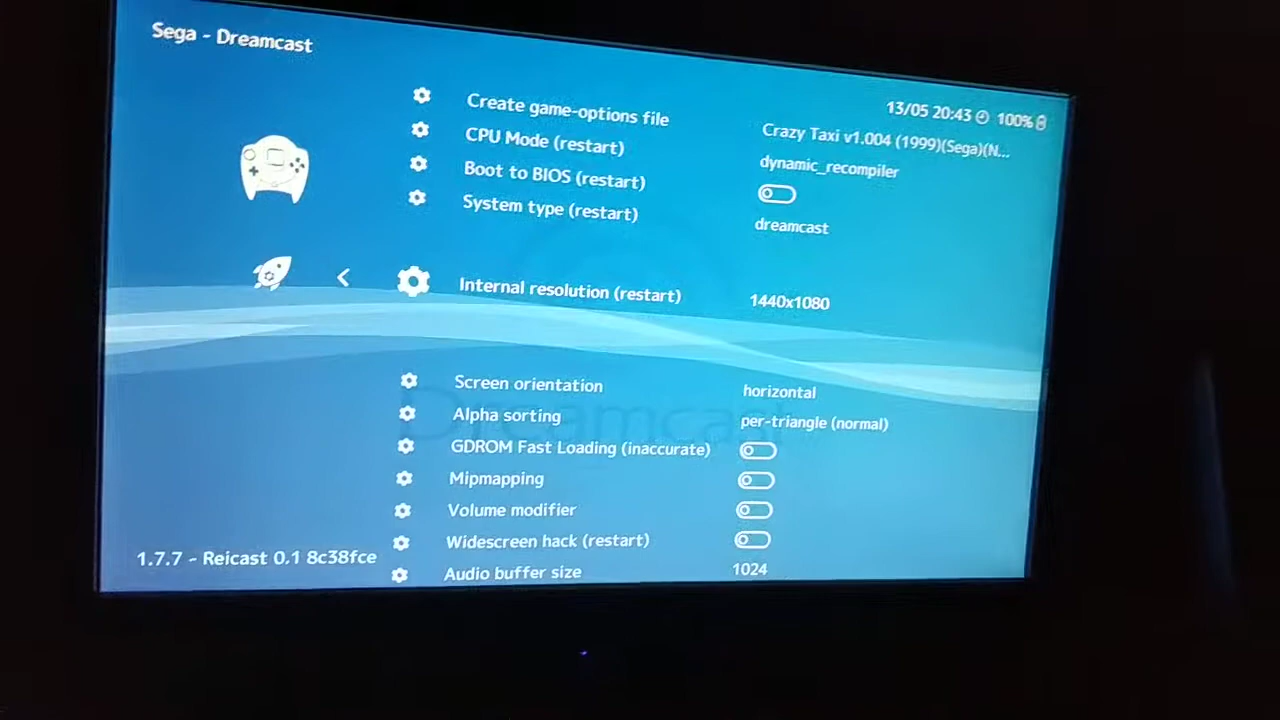 Sega - Dreamcast
13/05 20:43 100%
Create game-options file
Crazy Taxi v1.004 (1999)(Sega)(N...
CPU Mode (restart)
dynamic_recompiler
Boot to BIOS (restart)
System type (restart)
dreamcast
Internal resolution (restart)
1440x1080
Screen orientation
horizontal
Alpha sorting
per-triangle (normal)
GDROM Fast Loading (inaccurate)
Mipmapping
Volume modifier
Widescreen hack (restart)
Audio buffer size
1024
1.7.7 - Reicast 0.1 8c38fce
Dreamcast